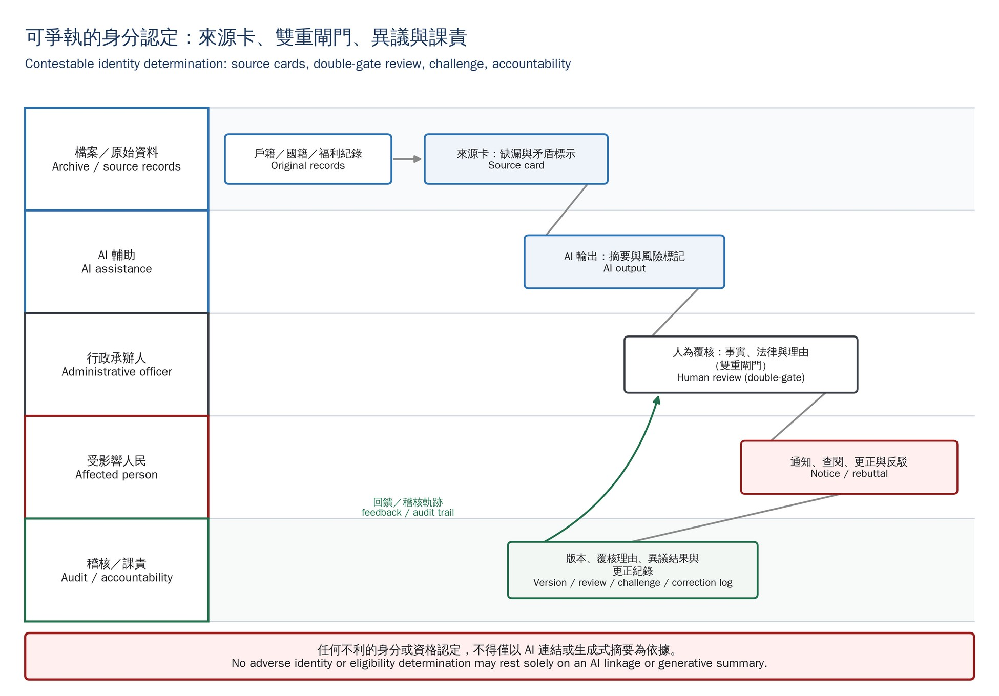 可爭執的身分認定：來源卡、雙重閘門、異議與課責
Contestable identity determination: source cards, double-gate review, challenge, accountability
檔案／原始資料
Archive / source records
戶籍／國籍／福利紀錄
Original records
來源卡：缺漏與矛盾標示
Source card
AI 輔助
AI assistance
AI 輸出：摘要與風險標記
AI output
行政承辦人
Administrative officer
人為覆核：事實、法律與理由
（雙重閘門）
Human review (double-gate)
受影響人民
Affected person
通知、查閱、更正與反駁
Notice / rebuttal
回饋／稽核軌跡
feedback / audit trail
稽核／課責
Audit / accountability
版本、覆核理由、異議結果與
更正紀錄
Version / review / challenge / correction log
任何不利的身分或資格認定，不得僅以 AI 連結或生成式摘要為依據。
No adverse identity or eligibility determination may rest solely on an AI linkage or generative summary.